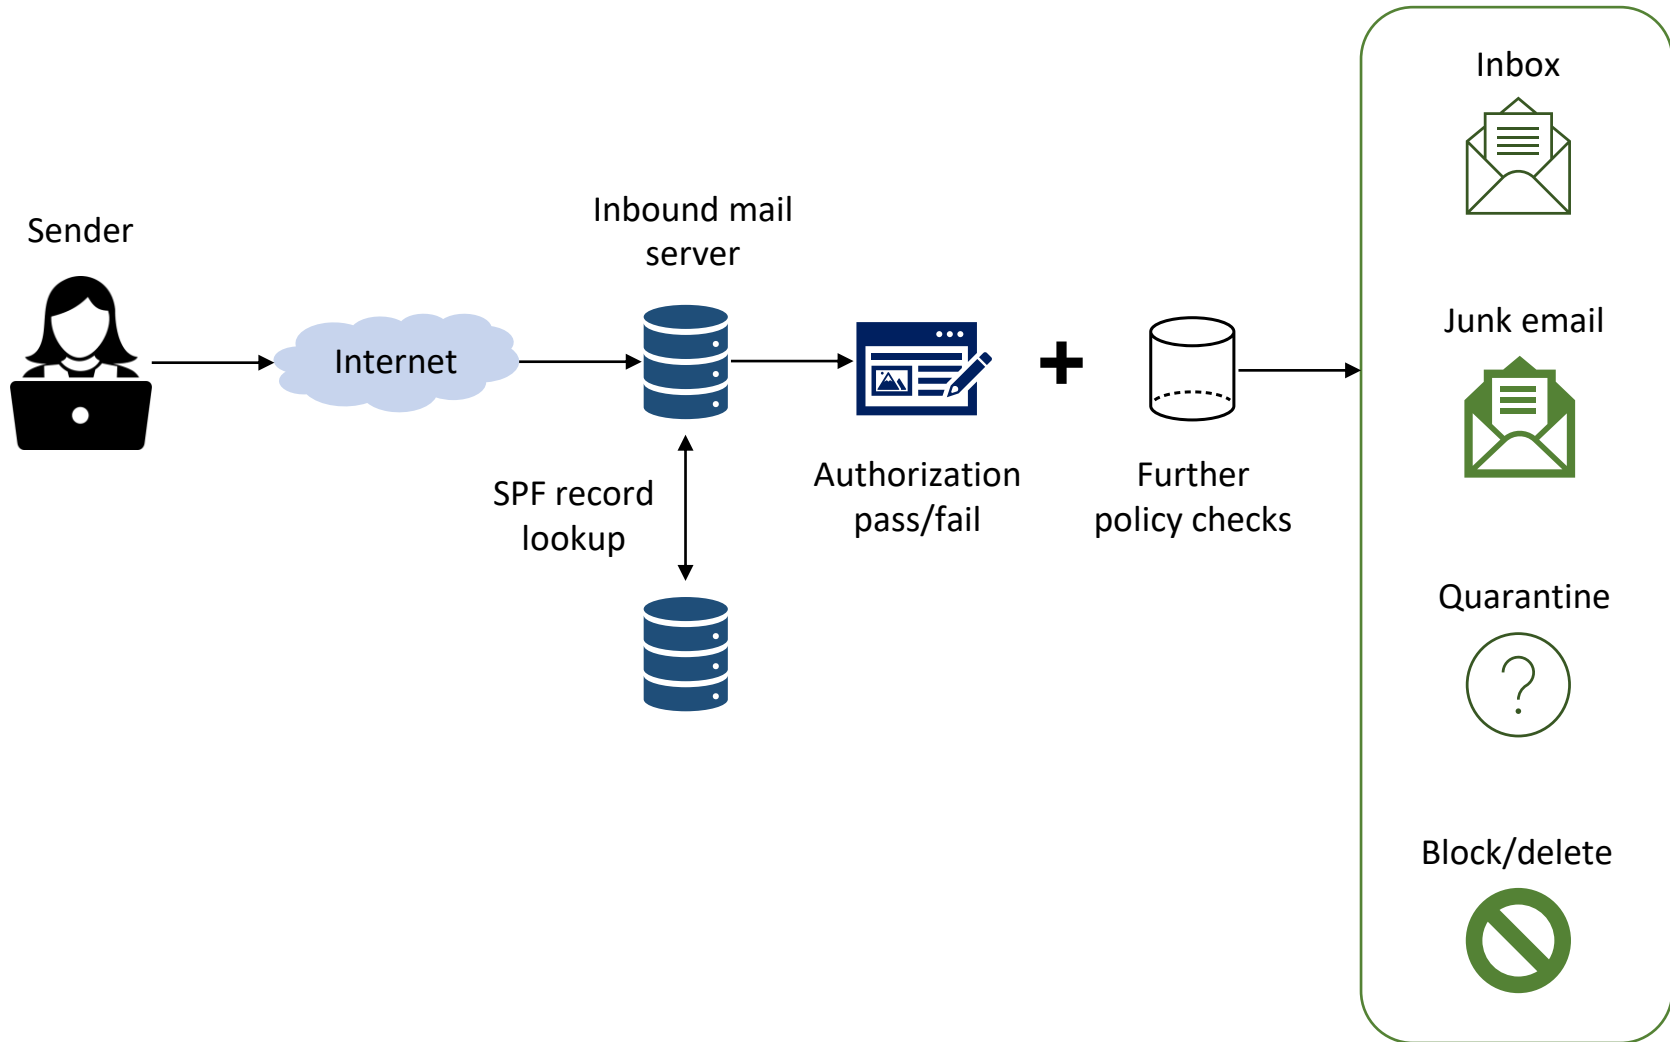 Sender
Internet
Inbound mail
server
SPF record
lookup
Authorization
pass/fail
Further
policy checks
Inbox
Junk email
Quarantine
?
Block/delete